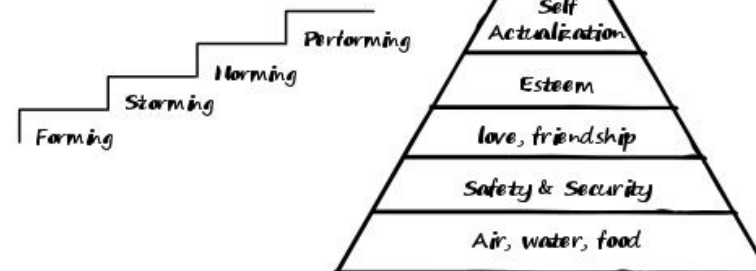 Performing
Norming
Storming
Forming
Self
Actualization
Esteem
love, friendship
Safety & Security
Air, water, food